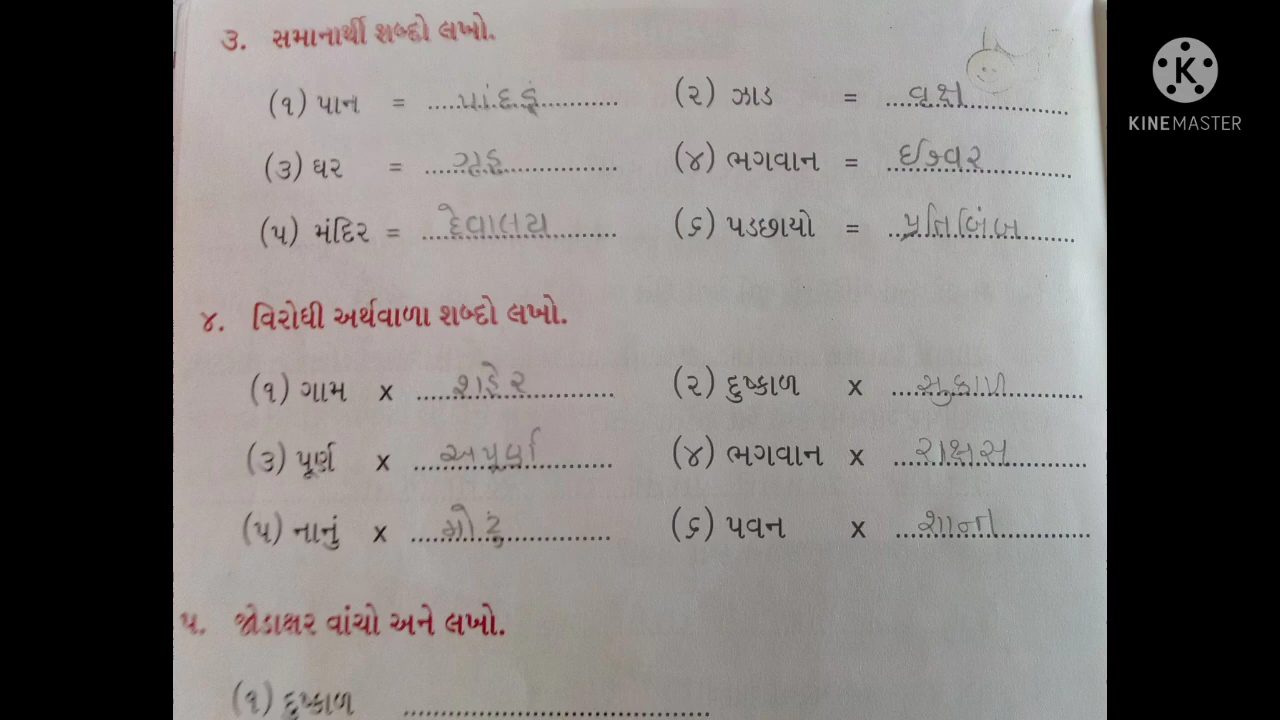 ૩. સમાનાર્થી શબ્દો લખો.
(૧) પાન = પાંદડું (૨) ઝાડ = વૃક્ષ
(૩) ઘર = ગૃહ (૪) ભગવાન = ઈશ્વર
(૫) મંદિર = દેવાલય (૬) પડછાયો = પ્રતિબિંબ
૪. વિરોધી અર્થવાળા શબ્દો લખો.
(૧) ગામ x શહેર (૨) દુષ્કાળ x સુકાળ
(૩) પૂર્ણ x અપૂર્ણ (૪) ભગવાન x રાક્ષસ
(૫) નાનું x મોટું (૬) પવન x શાન્ત
૫. જોડાક્ષર વાંચો અને લખો.
(૧) દુષ્કાળ
KINEMASTER